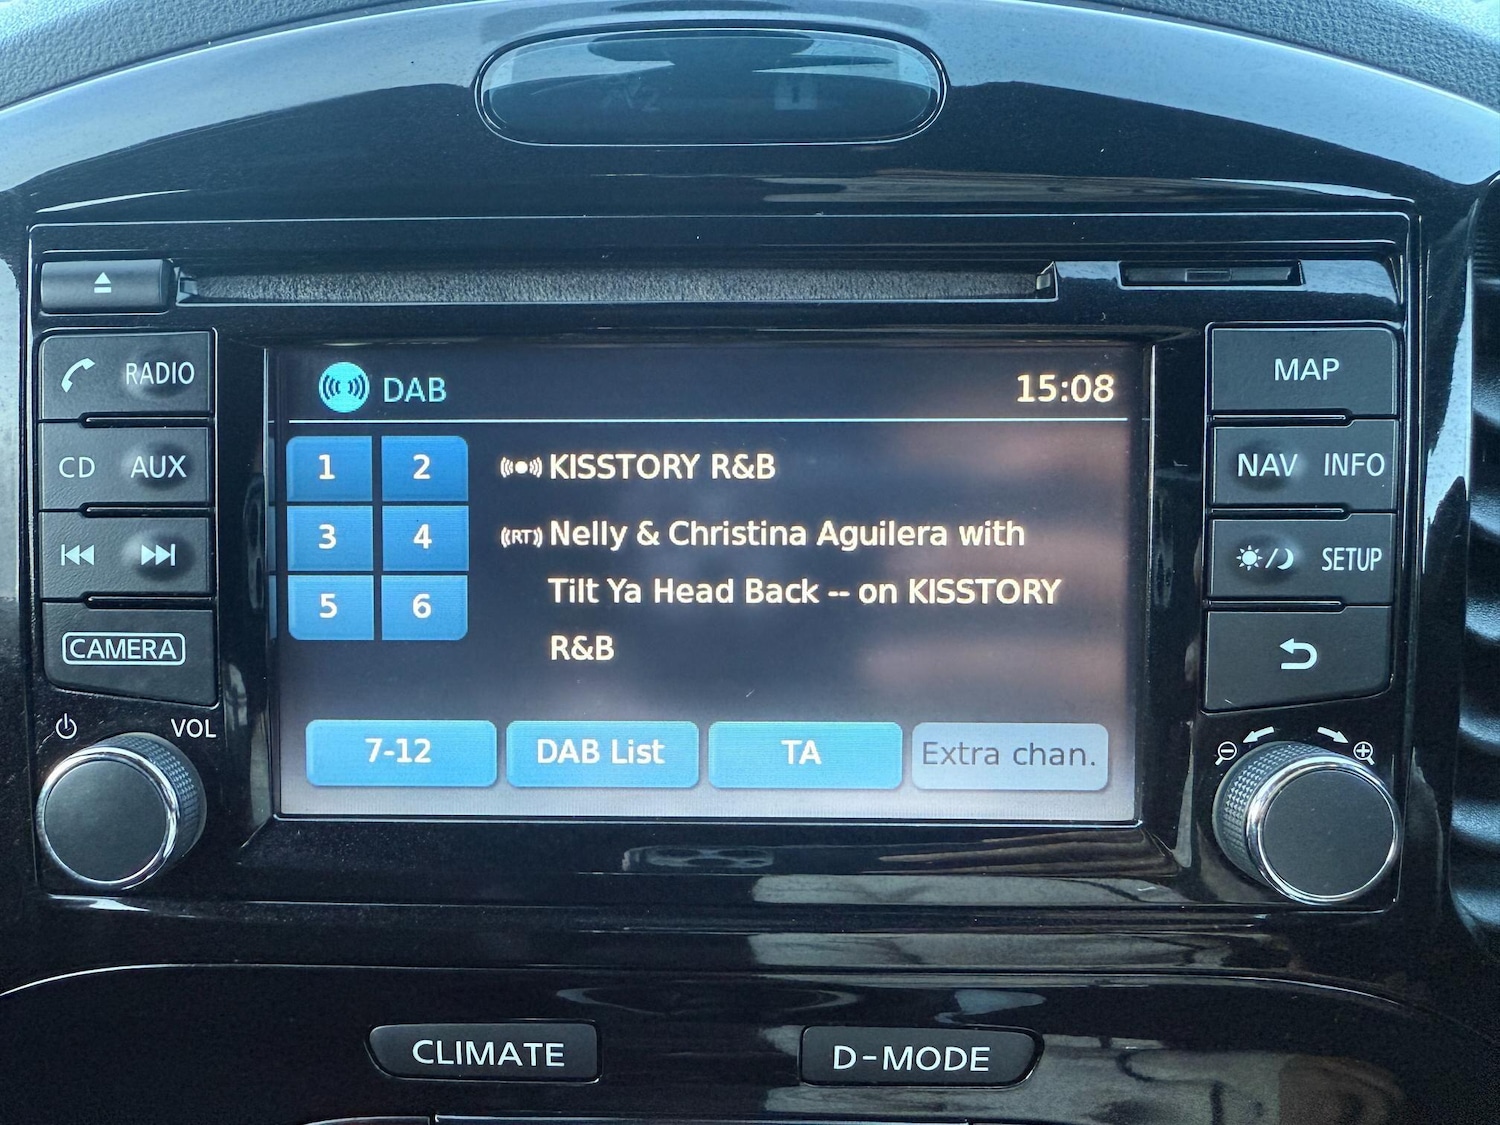 RADIO
CD AUX
CAMERA
VOL
DAB 15:08
1 2
3 4
5 6
KISSTORY R&B
RT
Nelly & Christina Aguilera with
Tilt Ya Head Back -- on KISSTORY
R&B
7-12 DAB List TA Extra chan.
MAP
NAV INFO
SETUP
CLIMATE D-MODE